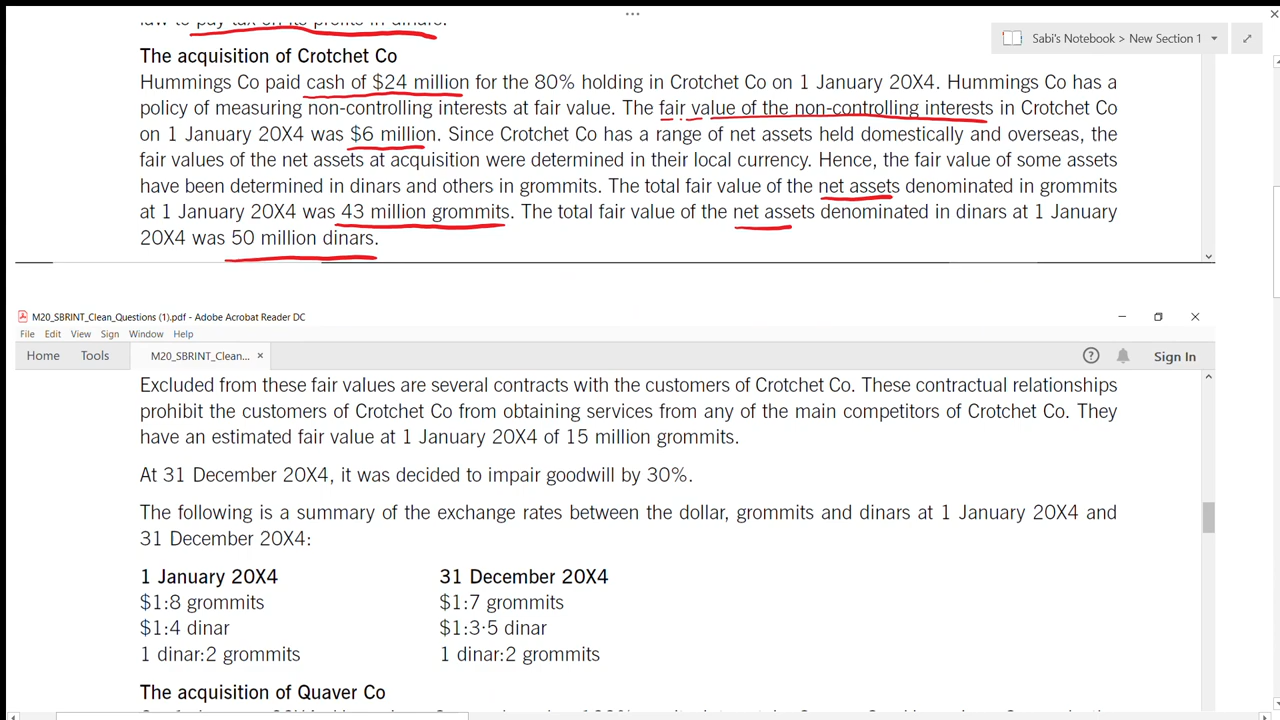 law to pay tax on its profits in dinars.
Sabi's Notebook > New Section 1
The acquisition of Crotchet Co
Hummings Co paid cash of $24 million for the 80% holding in Crotchet Co on 1 January 20X4. Hummings Co has a
policy of measuring non-controlling interests at fair value. The fair value of the non-controlling interests in Crotchet Co
on 1 January 20X4 was $6 million. Since Crotchet Co has a range of net assets held domestically and overseas, the
fair values of the net assets at acquisition were determined in their local currency. Hence, the fair value of some assets
have been determined in dinars and others in grommits. The total fair value of the net assets denominated in grommits
at 1 January 20X4 was 43 million grommits. The total fair value of the net assets denominated in dinars at 1 January
20X4 was 50 million dinars.
M20_SBRINT_Clean_Questions (1).pdf - Adobe Acrobat Reader DC
File Edit View Sign Window Help
Home Tools M20_SBRINT_Clean... × Sign In
Excluded from these fair values are several contracts with the customers of Crotchet Co. These contractual relationships
prohibit the customers of Crotchet Co from obtaining services from any of the main competitors of Crotchet Co. They
have an estimated fair value at 1 January 20X4 of 15 million grommits.
At 31 December 20X4, it was decided to impair goodwill by 30%.
The following is a summary of the exchange rates between the dollar, grommits and dinars at 1 January 20X4 and
31 December 20X4:
1 January 20X4 31 December 20X4
$1:8 grommits $1:7 grommits
$1:4 dinar $1:3·5 dinar
1 dinar:2 grommits 1 dinar:2 grommits
The acquisition of Quaver Co